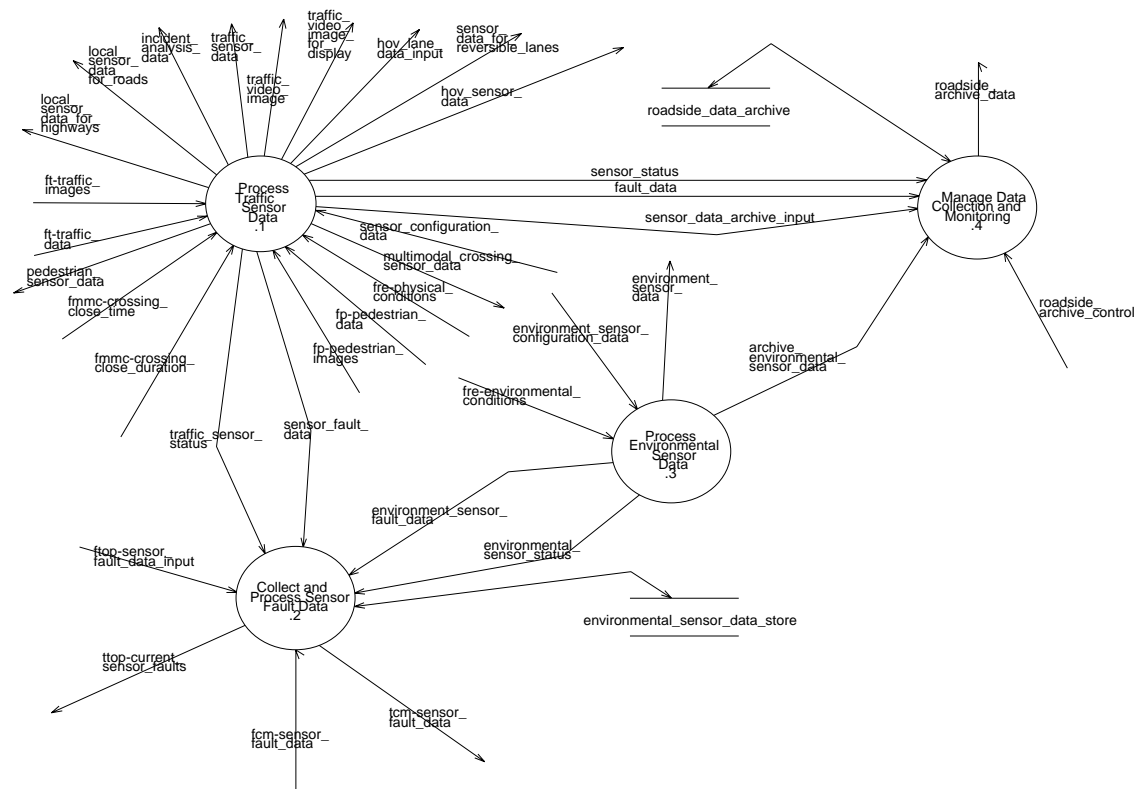 traffic_
video_
image_
for_
display
incident_
analysis_
data
traffic_
sensor_
data
hov_lane_
data_input
sensor_
data_for_
reversible_lanes
local_
sensor_
data
for_roads
traffic_
video_
image
hov_sensor_
data
local_
sensor_
data_for_
highways
roadside_data_archive
roadside_
archive_data
ft-traffic_
images
Process
Traffic
Sensor
Data
.1
sensor_status
fault_data
sensor_data_archive_input
Manage Data
Collection and
Monitoring
.4
ft-traffic_
data
sensor_configuration_
data
multimodal_crossing_
sensor_data
pedestrian_
sensor_data
fre-physical_
conditions
environment_
sensor_
data
fmmc-crossing_
close_time
fp-pedestrian_
data
environment_sensor_
configuration_data
roadside_
archive_control
fmmc-crossing_
close_duration
fp-pedestrian_
images
archive_
environmental_
sensor_data
fre-environmental_
conditions
traffic_sensor_
status
sensor_fault_
data
Process
Environmental
Sensor
Data
.3
environment_sensor_
fault_data
ftop-sensor_
fault_data_input
environmental_
sensor_status
Collect and
Process Sensor
Fault Data
.2
environmental_sensor_data_store
ttop-current_
sensor_faults
fcm-sensor_
fault_data
tcm-sensor_
fault_data